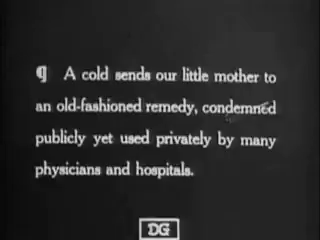 ¶ A cold sends our little mother to
an old-fashioned remedy, condemned
publicly yet used privately by many
physicians and hospitals.
DG